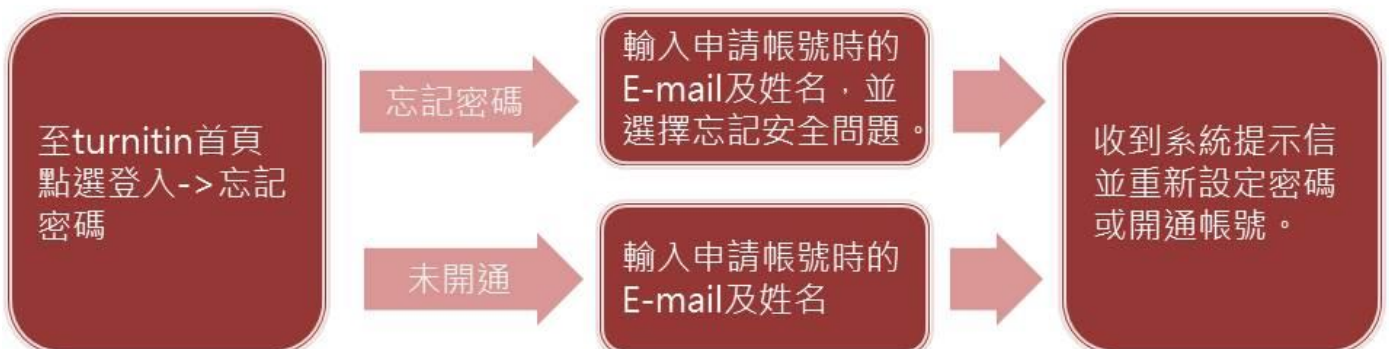 至turnitin首頁
點選登入->忘記
密碼
忘記密碼
輸入申請帳號時的
E-mail及姓名，並
選擇忘記安全問題。
未開通
輸入申請帳號時的
E-mail及姓名
收到系統提示信
並重新設定密碼
或開通帳號。